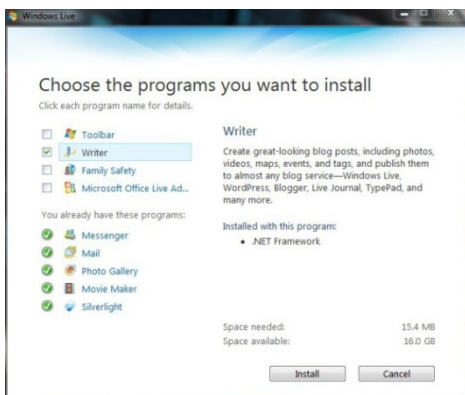 Windows Live
Choose the programs you want to install
Click each program name for details.
Toolbar
Writer
Family Safety
Microsoft Office Live Ad...
You already have these programs:
Messenger
Mail
Photo Gallery
Movie Maker
Silverlight
Writer
Create great-looking blog posts, including photos,
videos, maps, events, and tags, and publish them
to almost any blog service—Windows Live,
WordPress, Blogger, Live Journal, TypePad, and
many more.
Installed with this program:
• .NET Framework
Space needed: 15.4 MB
Space available: 16.0 GB
Install Cancel